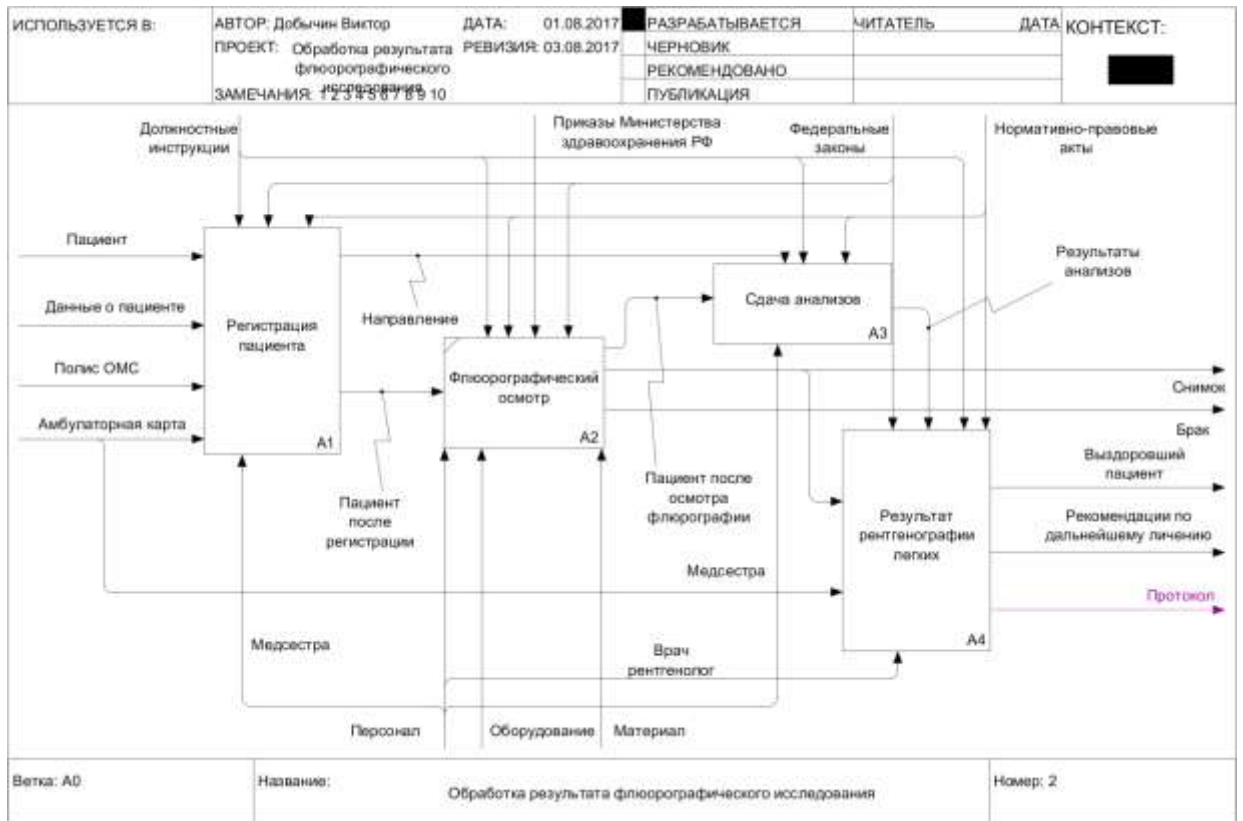 ИСПОЛЬЗУЕТСЯ В:
АВТОР: Добычин Виктор
ДАТА: 01.08.2017
ПРОЕКТ: Обработка результата
флюорографического
исследования
РЕВИЗИЯ: 03.08.2017
ЗАМЕЧАНИЯ: 1 2 3 4 5 6 7 8 9 10
РАЗРАБАТЫВАЕТСЯ
ЧЕРНОВИК
РЕКОМЕНДОВАНО
ПУБЛИКАЦИЯ
ЧИТАТЕЛЬ
ДАТА
КОНТЕКСТ:
Должностные
инструкции
Приказы Министерства
здравоохранения РФ
Федеральные
законы
Нормативно-правовые
акты
Пациент
Данные о пациенте
Полис ОМС
Амбулаторная карта
Регистрация
пациента
A1
Направление
Пациент
после
регистрации
Флюорографический
осмотр
A2
Сдача анализов
A3
Результаты
анализов
Пациент после
осмотра
флюрографии
Снимок
Брак
Выздоровший
пациент
Рекомендации по
дальнейшему личению
Протокол
Результат
рентгенографии
легких
A4
Медсестра
Медсестра
Врач
рентгенолог
Персонал
Оборудование
Материал
Ветка: A0
Название:
Обработка результата флюорографического исследования
Номер: 2